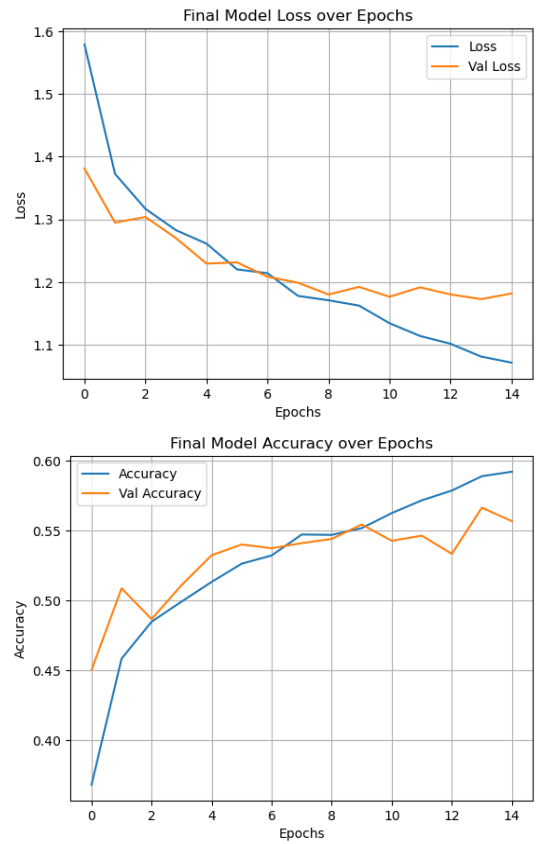 Final Model Loss over Epochs
1.6
1.5
1.4
1.3
1.2
1.1
Loss
Loss
Val Loss
0 2 4 6 8 10 12 14
Epochs
Final Model Accuracy over Epochs
0.60
0.55
0.50
0.45
0.40
Accuracy
Accuracy
Val Accuracy
0 2 4 6 8 10 12 14
Epochs